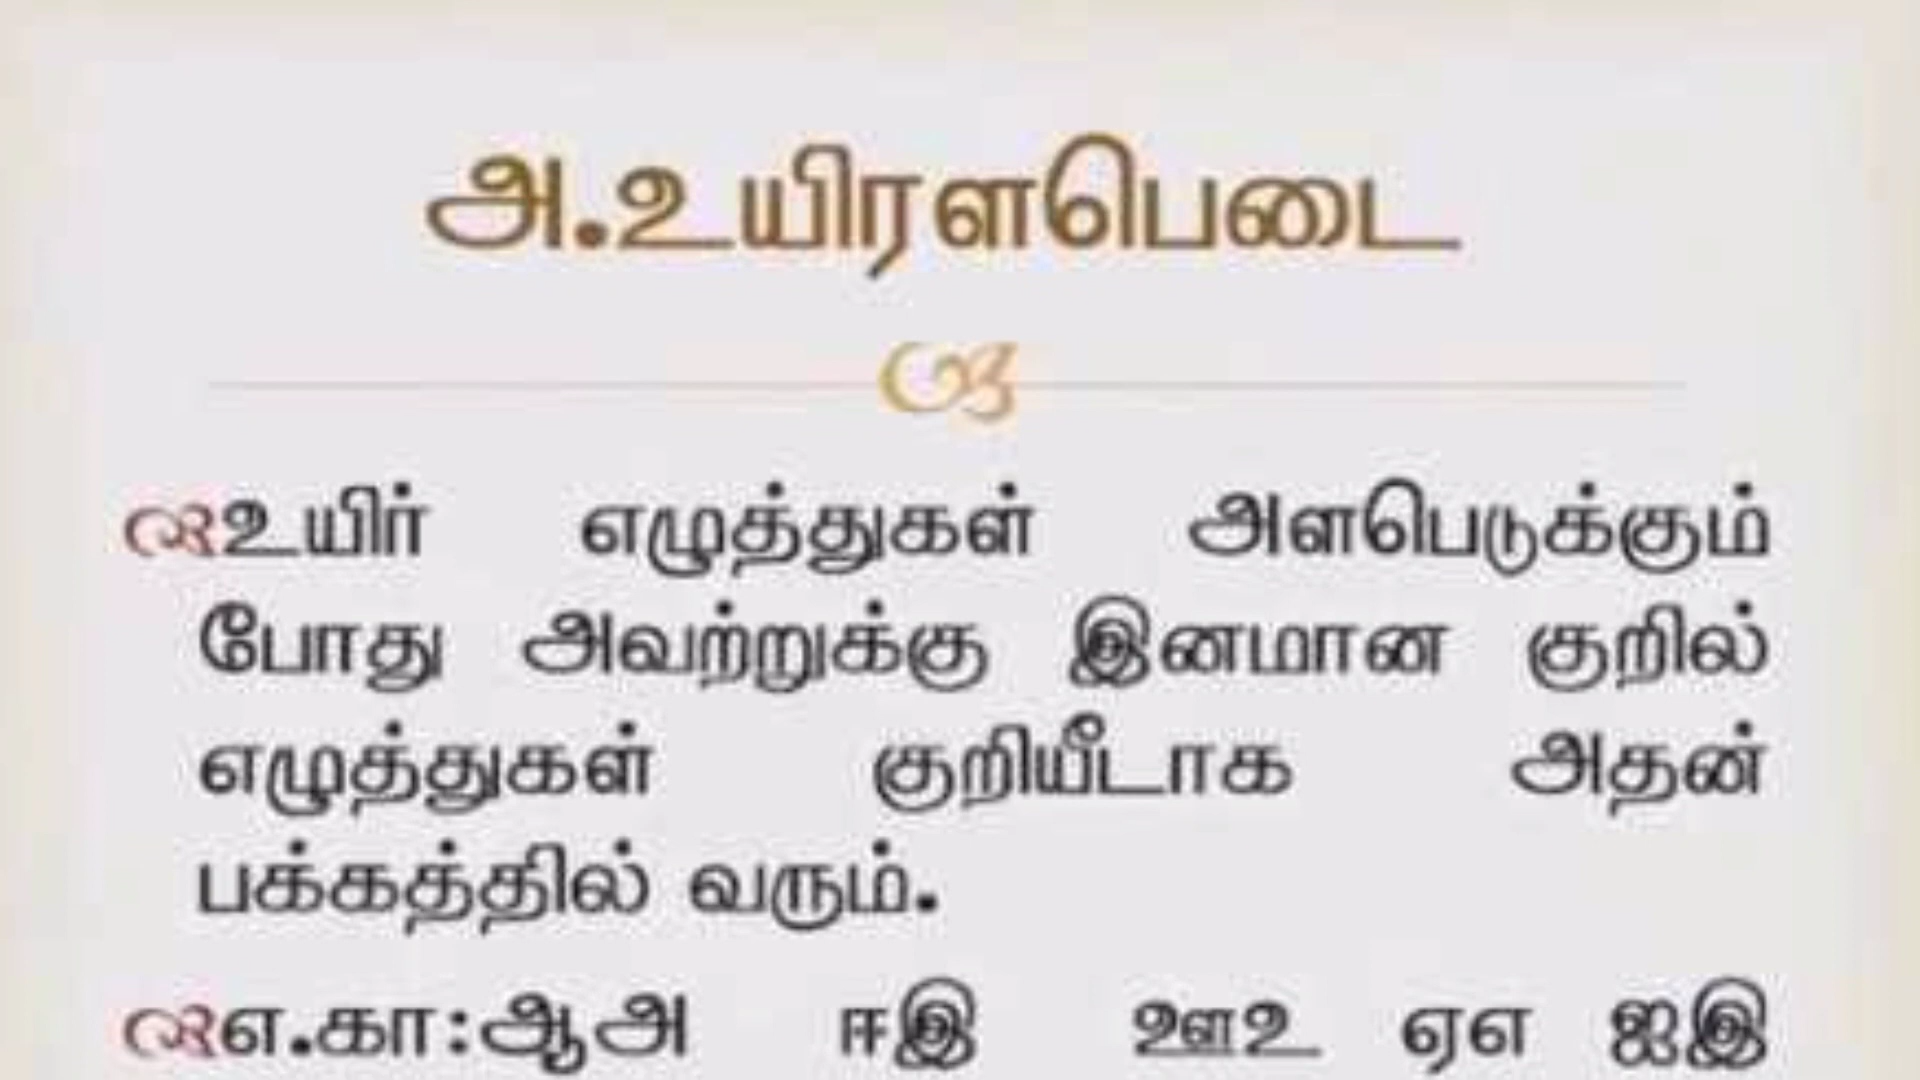 அ.உயிரளபெடை
உயிர் எழுத்துகள் அளபெடுக்கும்
போது அவற்றுக்கு இனமான குறில்
எழுத்துகள் குறியீடாக அதன்
பக்கத்தில் வரும்.
எ.கா:ஆஅ ஈஇ ஊஉ ஏஎ ஐஇ